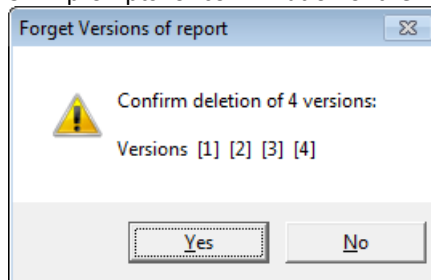 Forget Versions of report
Confirm deletion of 4 versions:
Versions [1] [2] [3] [4]
Yes
No